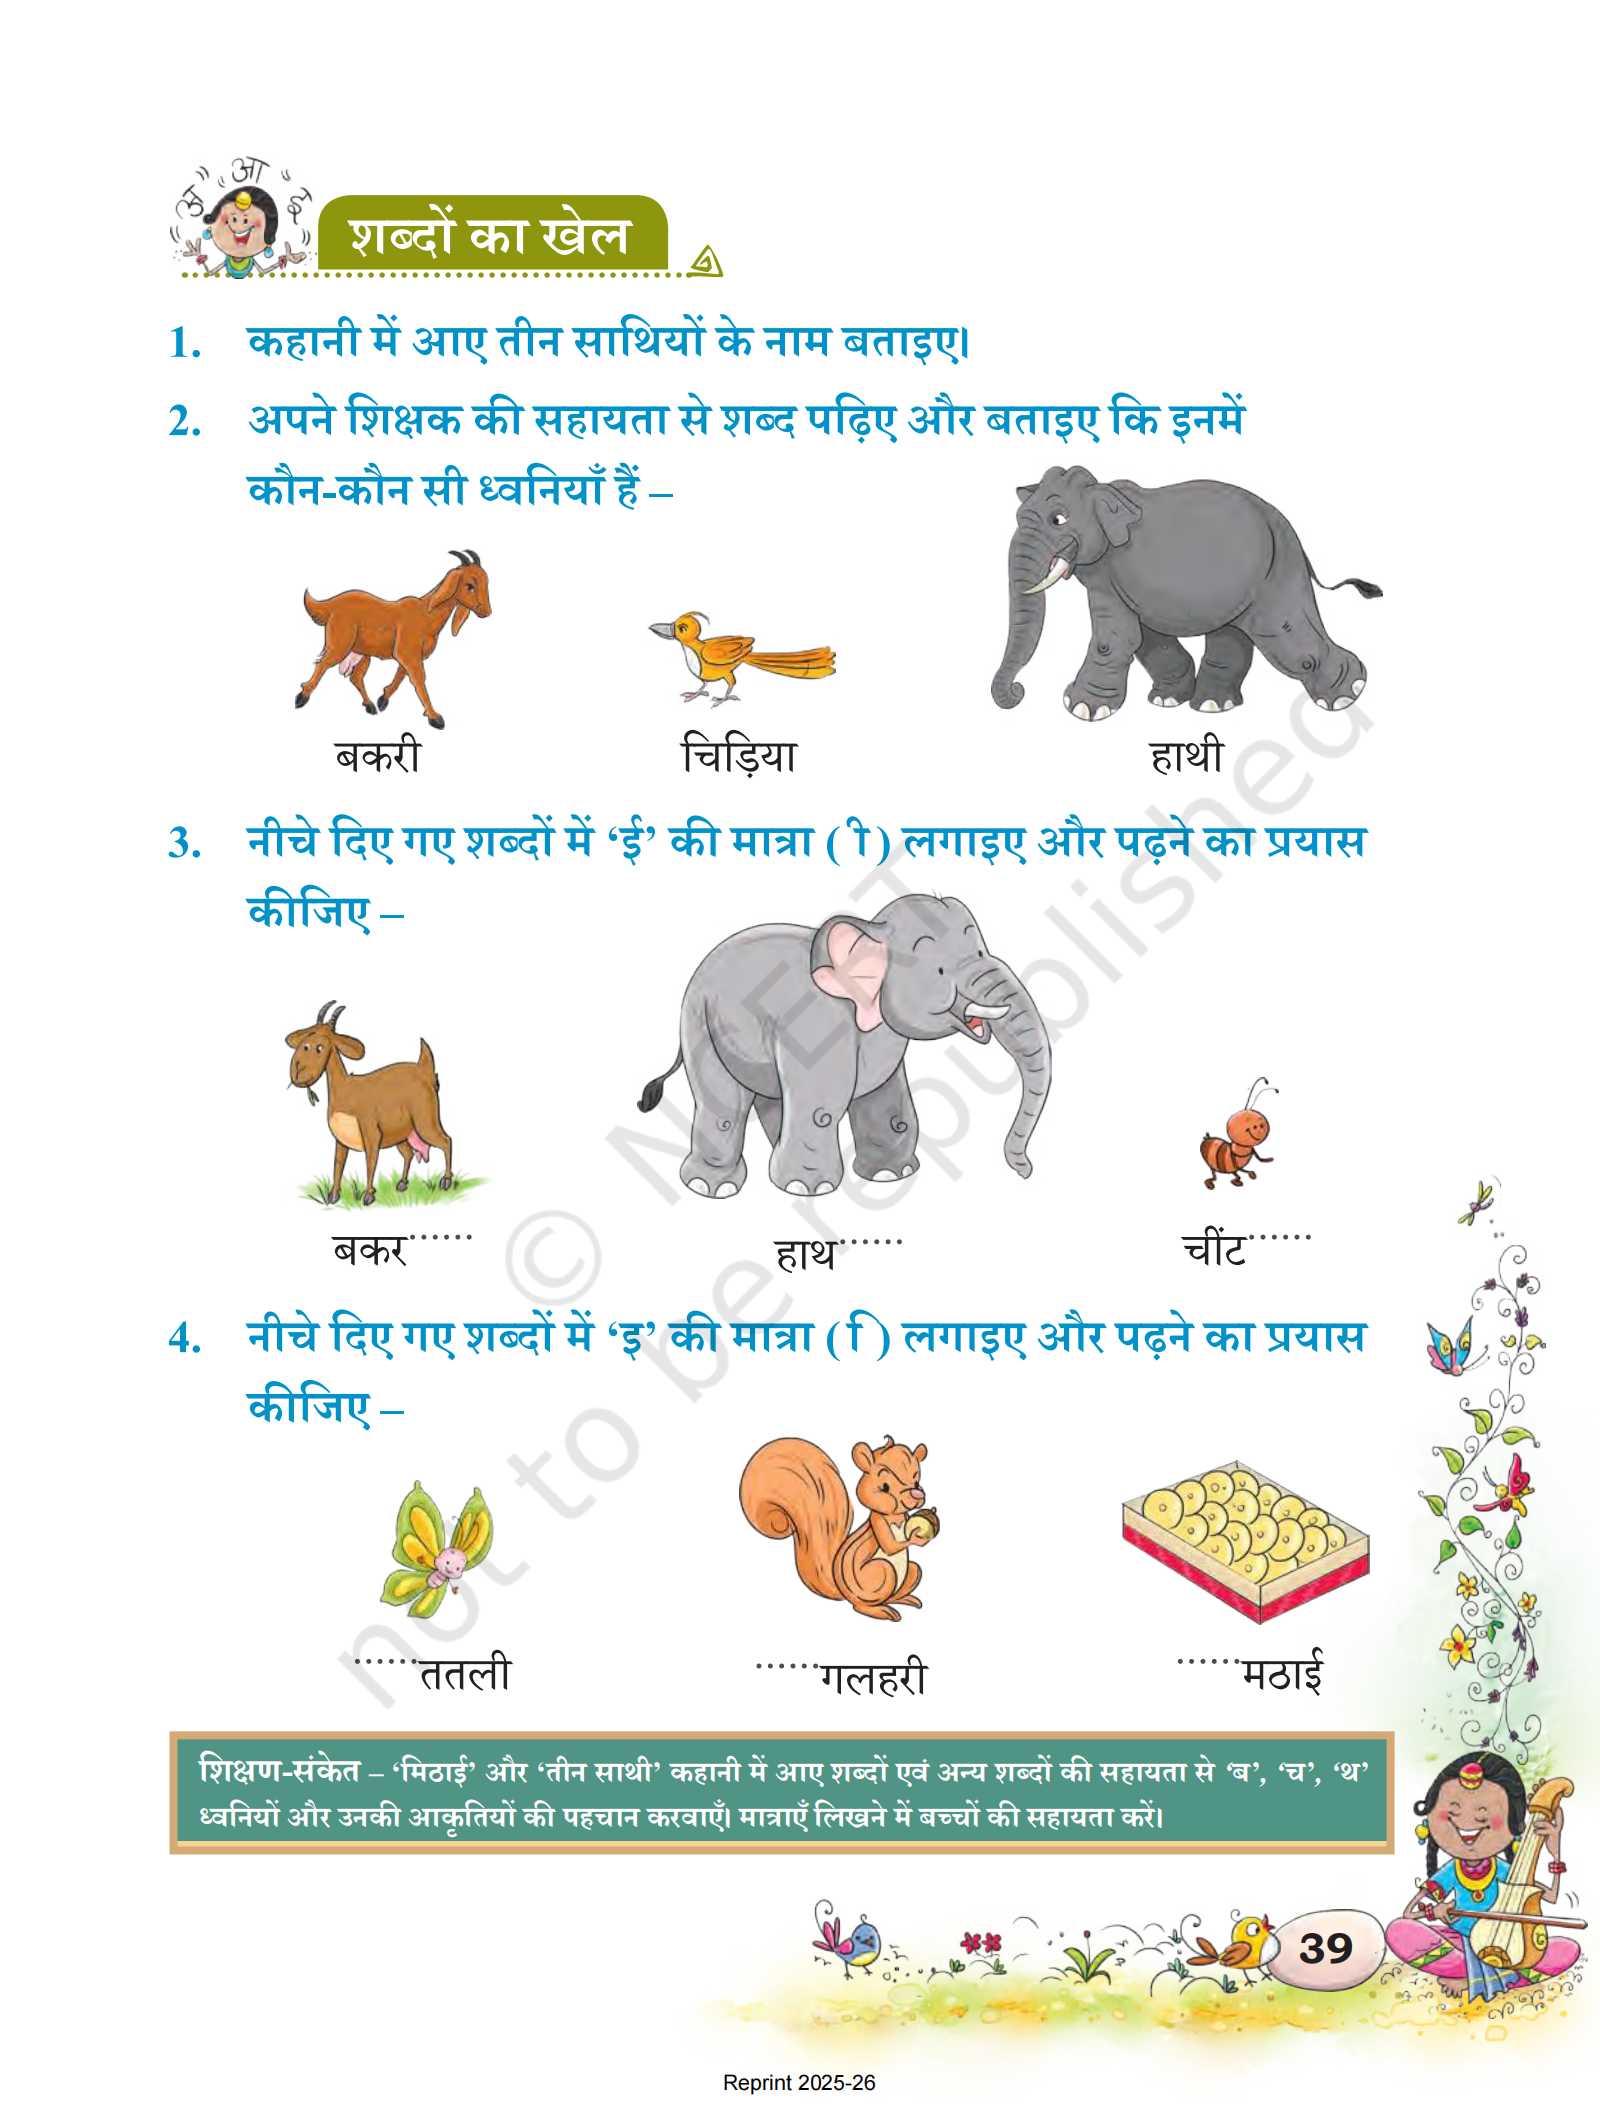 अ आ इ
शब्दों का खेल
1. कहानी में आए तीन साथियों के नाम बताइए।
2. अपने शिक्षक की सहायता से शब्द पढ़िए और बताइए कि इनमें
कौन-कौन सी ध्वनियाँ हैं –
बकरी चिड़िया हाथी
3. नीचे दिए गए शब्दों में ‘ई’ की मात्रा ( ी ) लगाइए और पढ़ने का प्रयास
कीजिए –
बकर...... हाथ...... चींट......
4. नीचे दिए गए शब्दों में ‘इ’ की मात्रा ( ि ) लगाइए और पढ़ने का प्रयास
कीजिए –
......ततली ......गलहरी ......मठाई
शिक्षण-संकेत – ‘मिठाई’ और ‘तीन साथी’ कहानी में आए शब्दों एवं अन्य शब्दों की सहायता से ‘ब’, ‘च’, ‘थ’
ध्वनियों और उनकी आकृतियों की पहचान करवाएँ। मात्राएँ लिखने में बच्चों की सहायता करें।
39
Reprint 2025-26
© NCERT
not to be republished